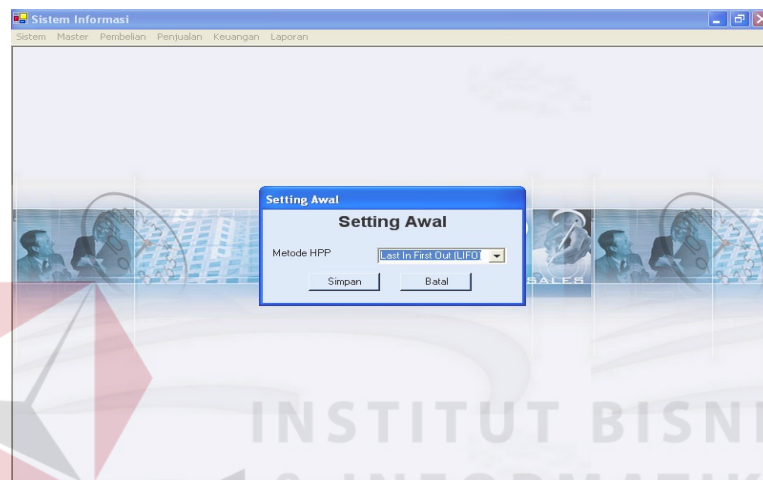 Sistem Informasi
Sistem Master Pembelian Penjualan Keuangan Laporan
Setting Awal
Setting Awal
Metode HPP Last In First Out (LIFO)
Simpan Batal
SALES
INSTITUT BISNI
& INFORMATIK